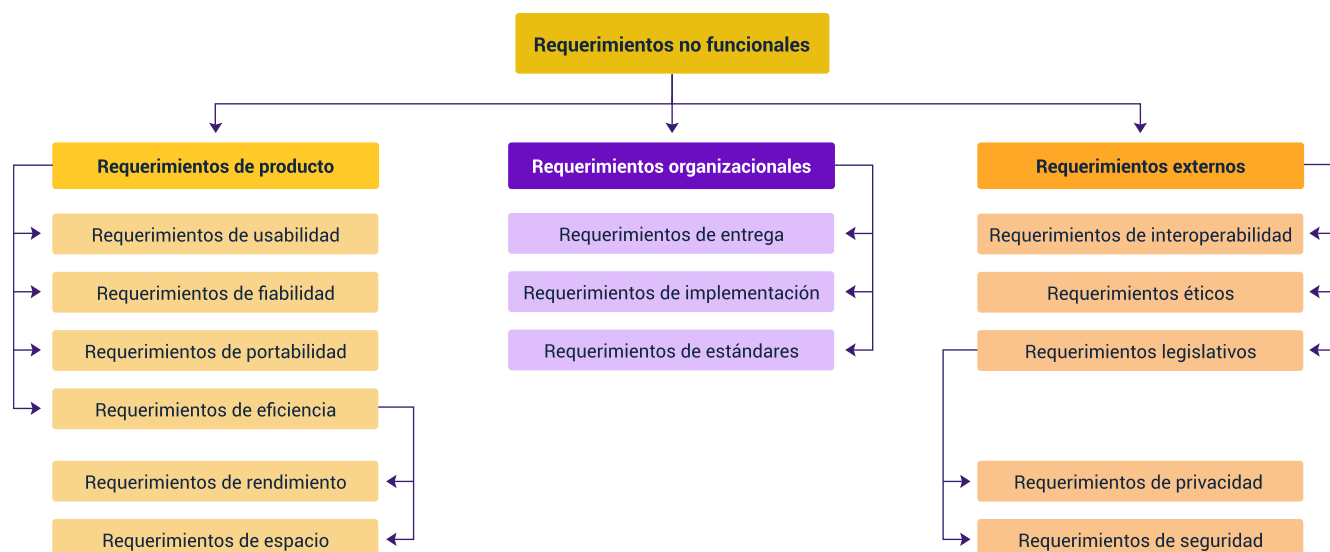 Requerimientos no funcionales
Requerimientos de producto
Requerimientos de usabilidad
Requerimientos de fiabilidad
Requerimientos de portabilidad
Requerimientos de eficiencia
Requerimientos de rendimiento
Requerimientos de espacio
Requerimientos organizacionales
Requerimientos de entrega
Requerimientos de implementación
Requerimientos de estándares
Requerimientos externos
Requerimientos de interoperabilidad
Requerimientos éticos
Requerimientos legislativos
Requerimientos de privacidad
Requerimientos de seguridad